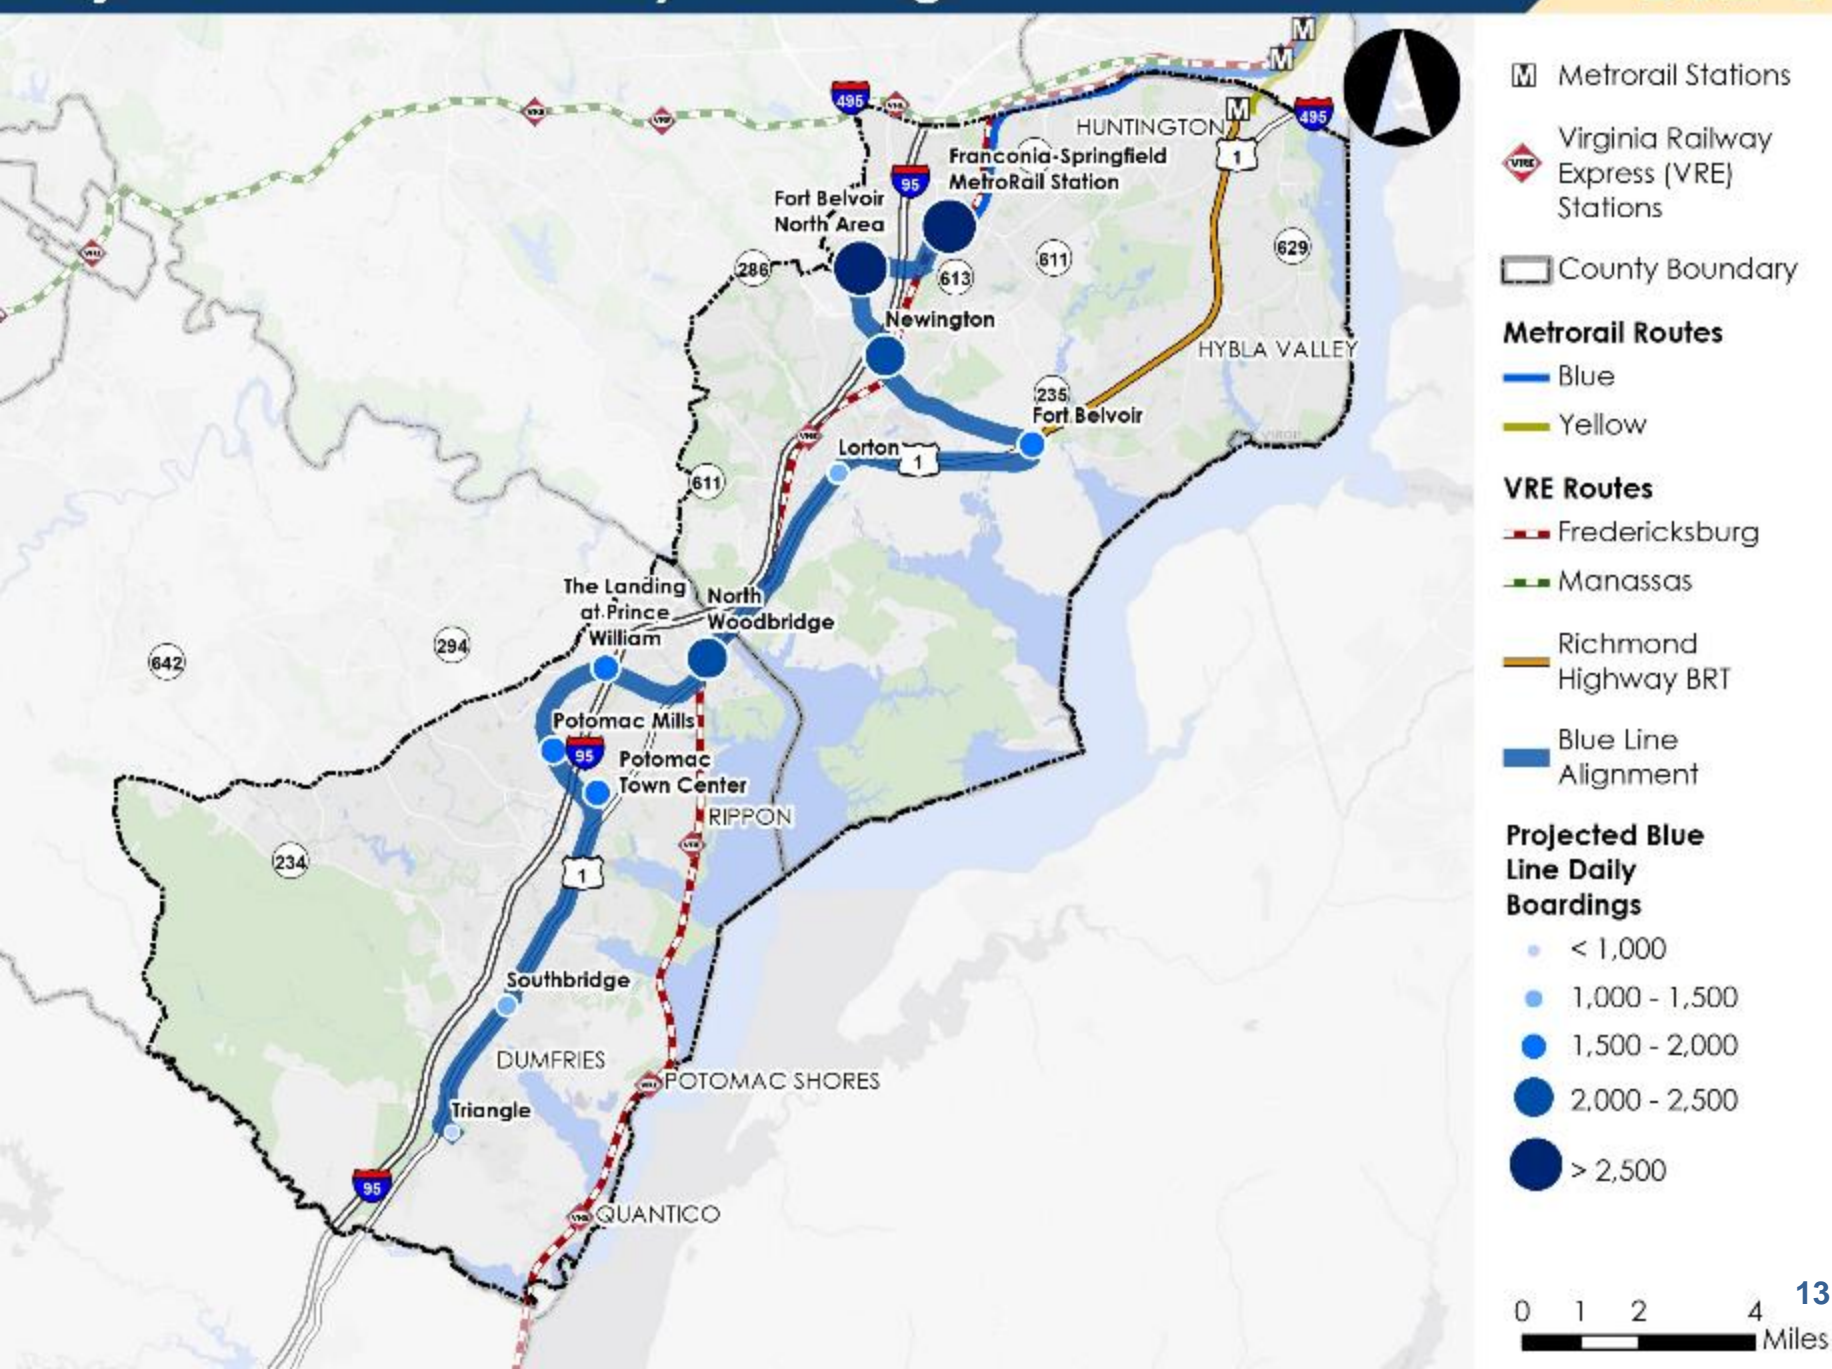 M
M
M
495
VRE
495
HUNTINGTON
1
Franconia-Springfield
MetroRail Station
95
Fort Belvoir
North Area
286
613
611
629
Newington
HYBLA VALLEY
235
Fort Belvoir
Lorton
1
611
The Landing
at Prince
William
North
Woodbridge
642
294
Potomac Mills
95
Potomac
Town Center
RIPPON
234
1
Southbridge
DUMFRIES
POTOMAC SHORES
Triangle
95
QUANTICO
M Metrorail Stations
VRE Virginia Railway
Express (VRE)
Stations
County Boundary
Metrorail Routes
Blue
Yellow
VRE Routes
Fredericksburg
Manassas
Richmond
Highway BRT
Blue Line
Alignment
Projected Blue
Line Daily
Boardings
< 1,000
1,000 - 1,500
1,500 - 2,000
2,000 - 2,500
> 2,500
13
0 1 2 4
Miles